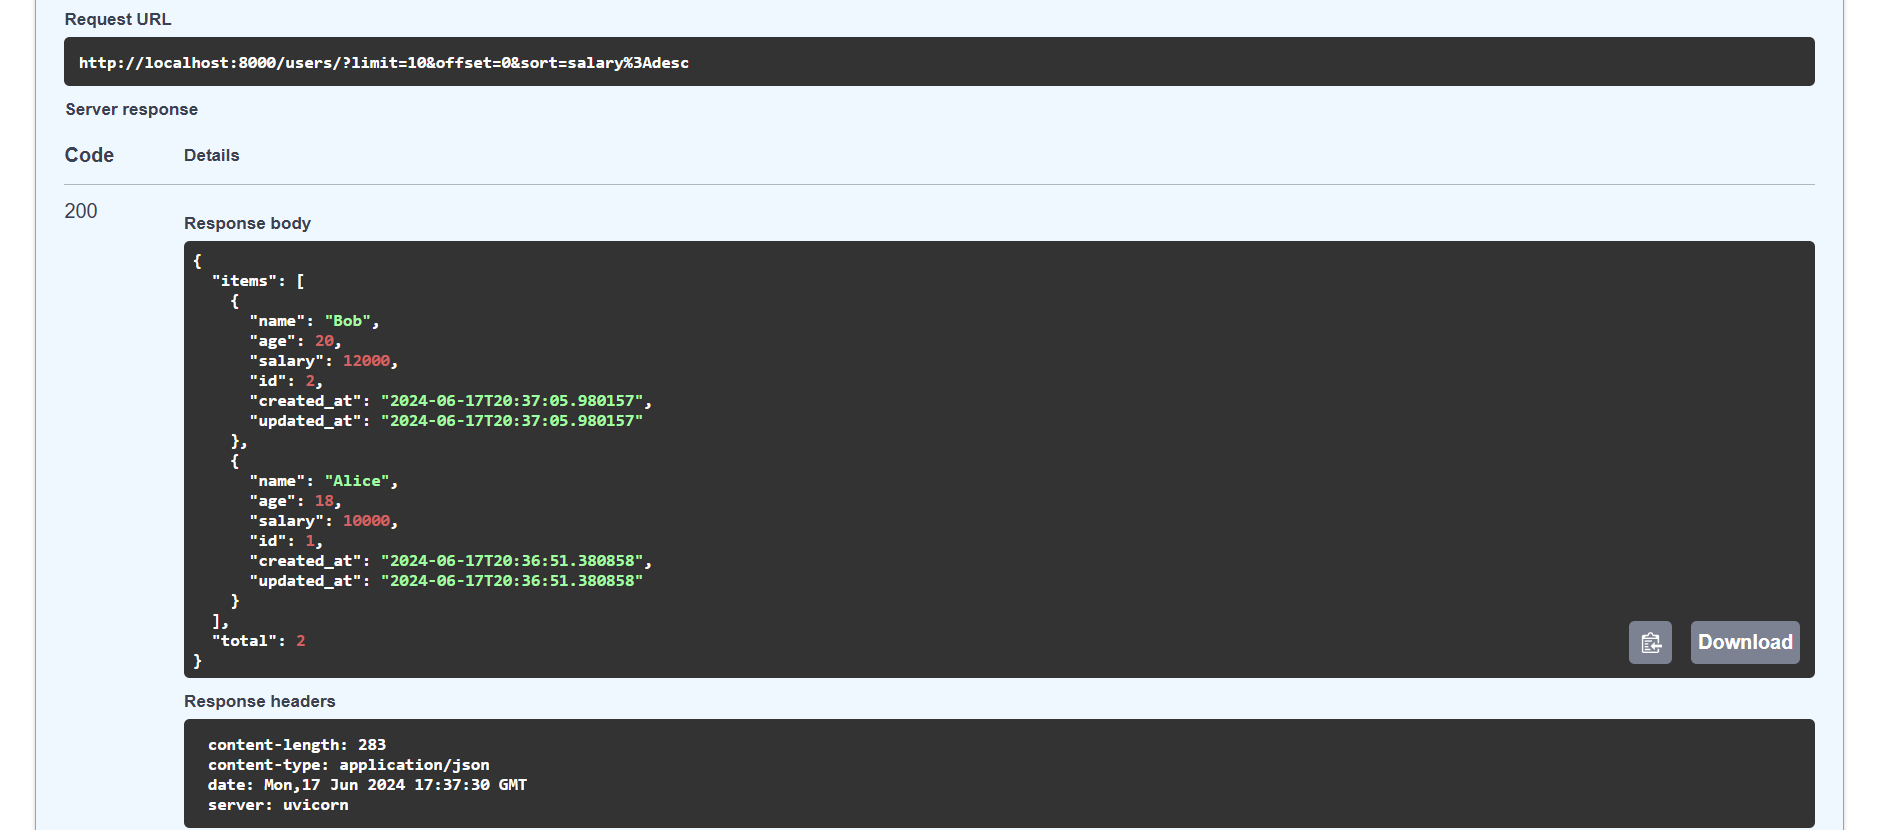 Request URL
http://localhost:8000/users/?limit=10&offset=0&sort=salary%3Adesc
Server response
Code Details
200
Response body
{
  "items": [
    {
      "name": "Bob",
      "age": 20,
      "salary": 12000,
      "id": 2,
      "created_at": "2024-06-17T20:37:05.980157",
      "updated_at": "2024-06-17T20:37:05.980157"
    },
    {
      "name": "Alice",
      "age": 18,
      "salary": 10000,
      "id": 1,
      "created_at": "2024-06-17T20:36:51.380858",
      "updated_at": "2024-06-17T20:36:51.380858"
    }
  ],
  "total": 2
}
Download
Response headers
content-length: 283
content-type: application/json
date: Mon,17 Jun 2024 17:37:30 GMT
server: uvicorn